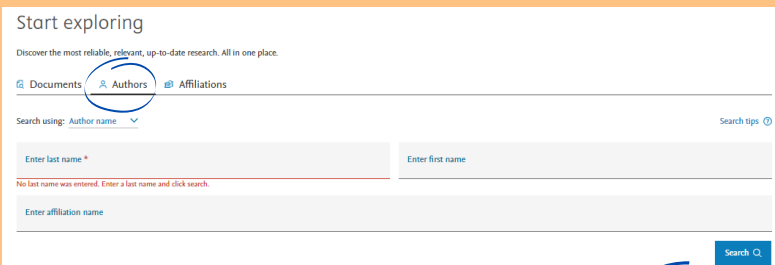 Start exploring
Discover the most reliable, relevant, up-to-date research. All in one place.
Documents Authors Affiliations
Search using: Author name Search tips
Enter last name * Enter first name
No last name was entered. Enter a last name and click search.
Enter affiliation name
Search